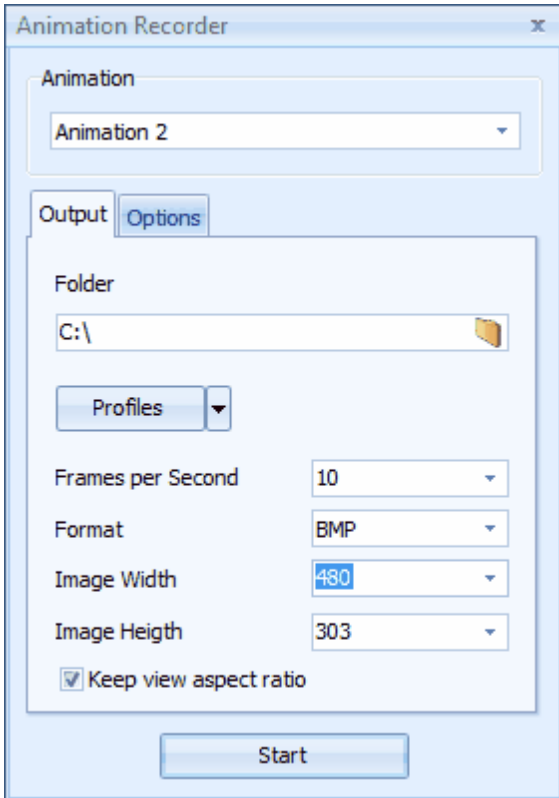 Animation Recorder x
Animation
Animation 2
Output Options
Folder
C:\
Profiles
Frames per Second 10
Format BMP
Image Width 480
Image Heigth 303
Keep view aspect ratio
Start